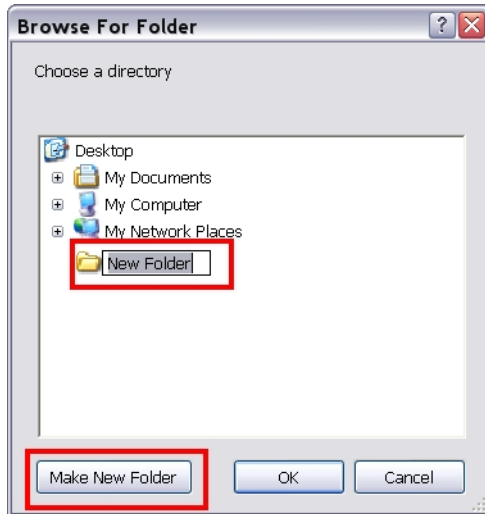 Browse For Folder
Choose a directory
Desktop
My Documents
My Computer
My Network Places
New Folder
Make New Folder
OK
Cancel